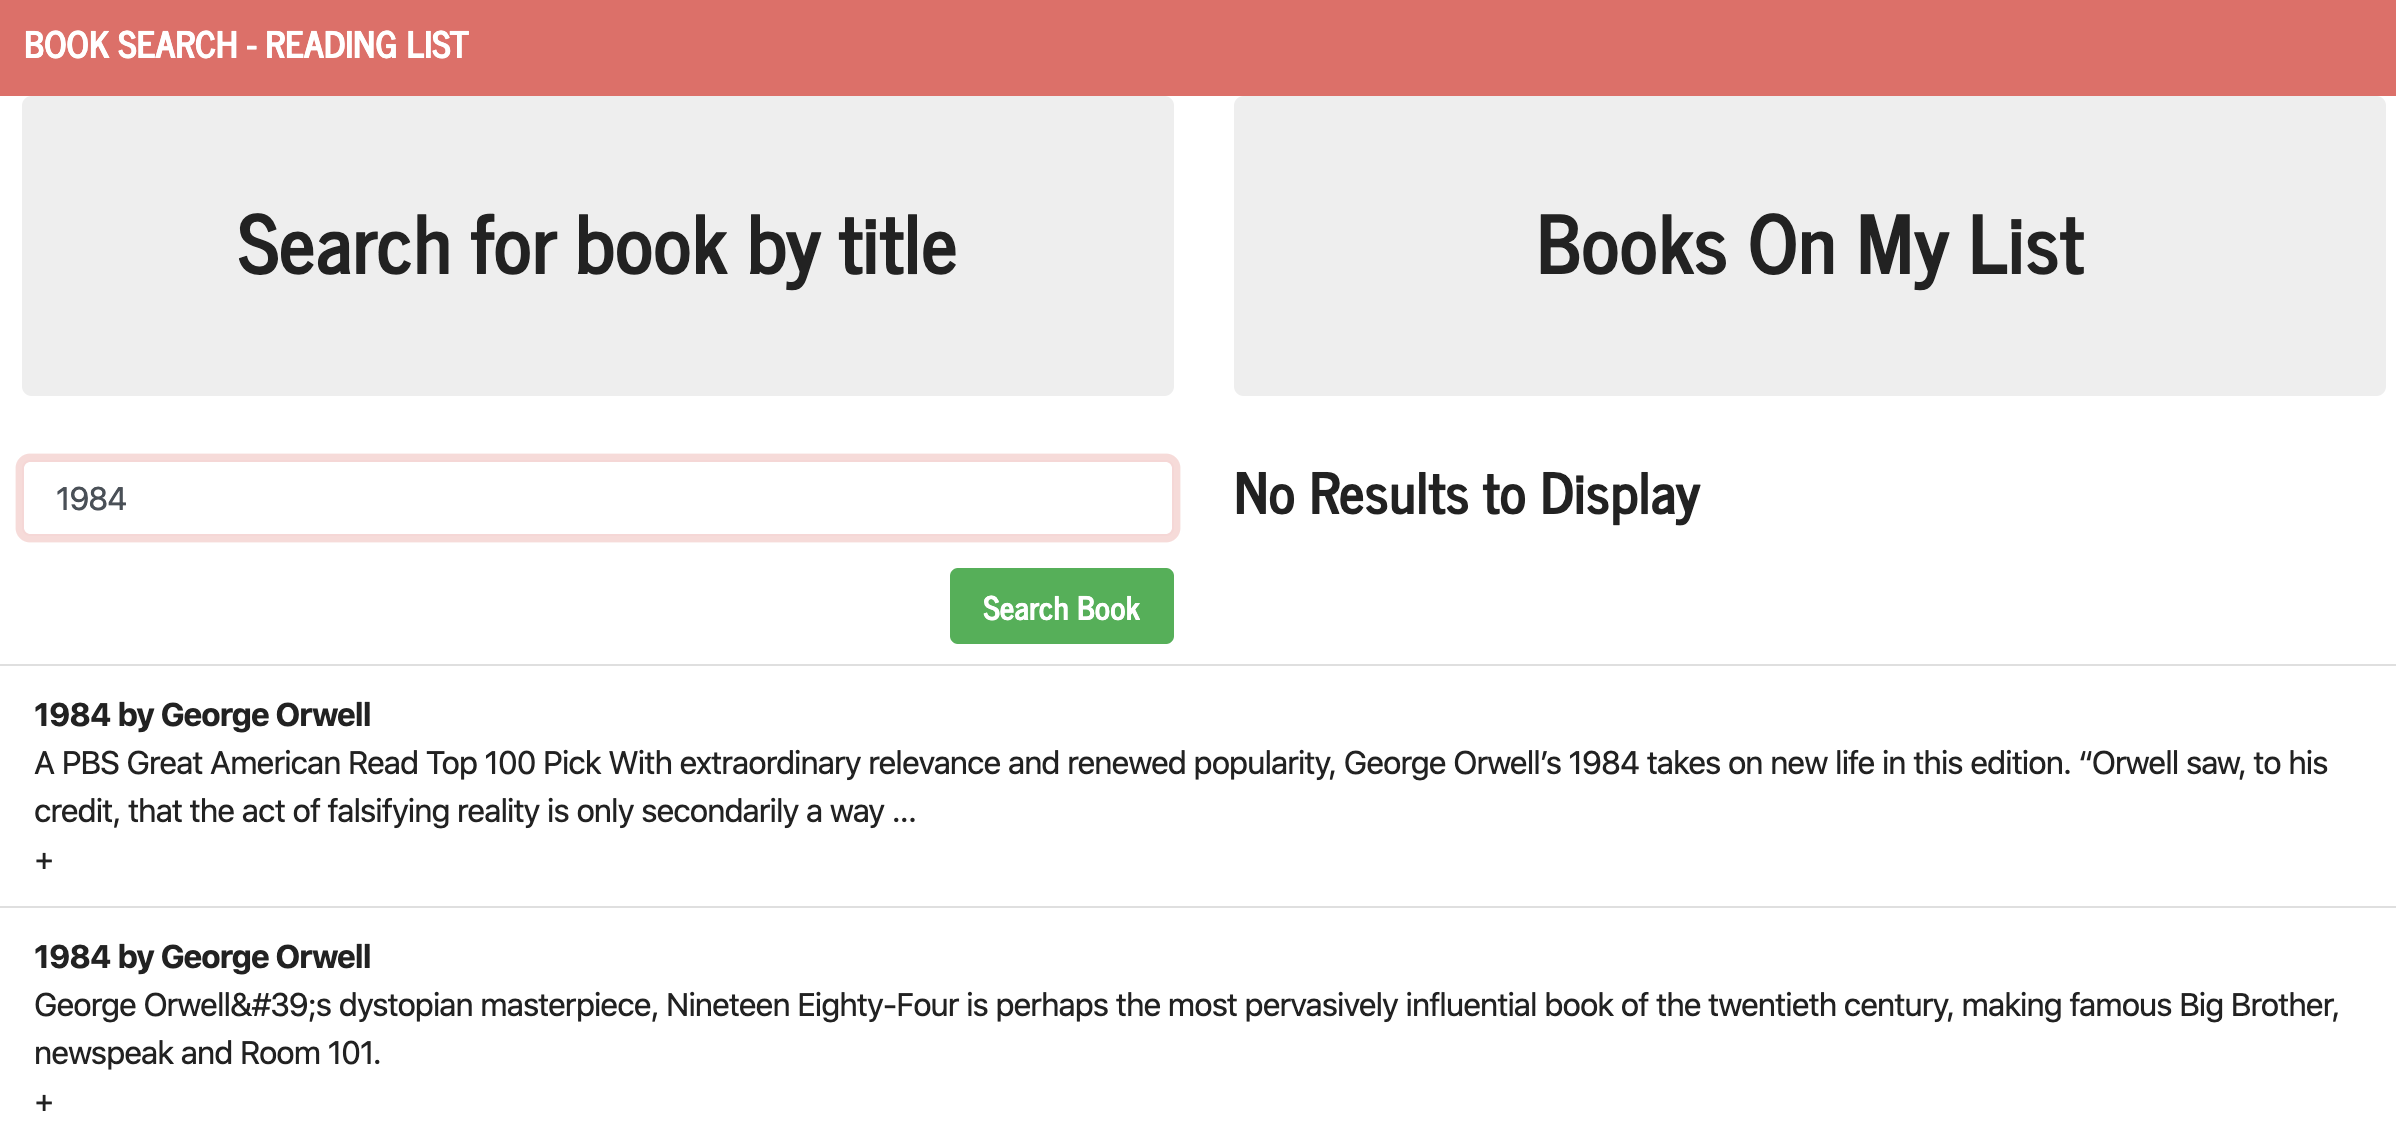 BOOK SEARCH - READING LIST
Search for book by title
Books On My List
1984
No Results to Display
Search Book
1984 by George Orwell
A PBS Great American Read Top 100 Pick With extraordinary relevance and renewed popularity, George Orwell’s 1984 takes on new life in this edition. “Orwell saw, to his
credit, that the act of falsifying reality is only secondarily a way ...
+
1984 by George Orwell
George Orwell&#39;s dystopian masterpiece, Nineteen Eighty-Four is perhaps the most pervasively influential book of the twentieth century, making famous Big Brother,
newspeak and Room 101.
+